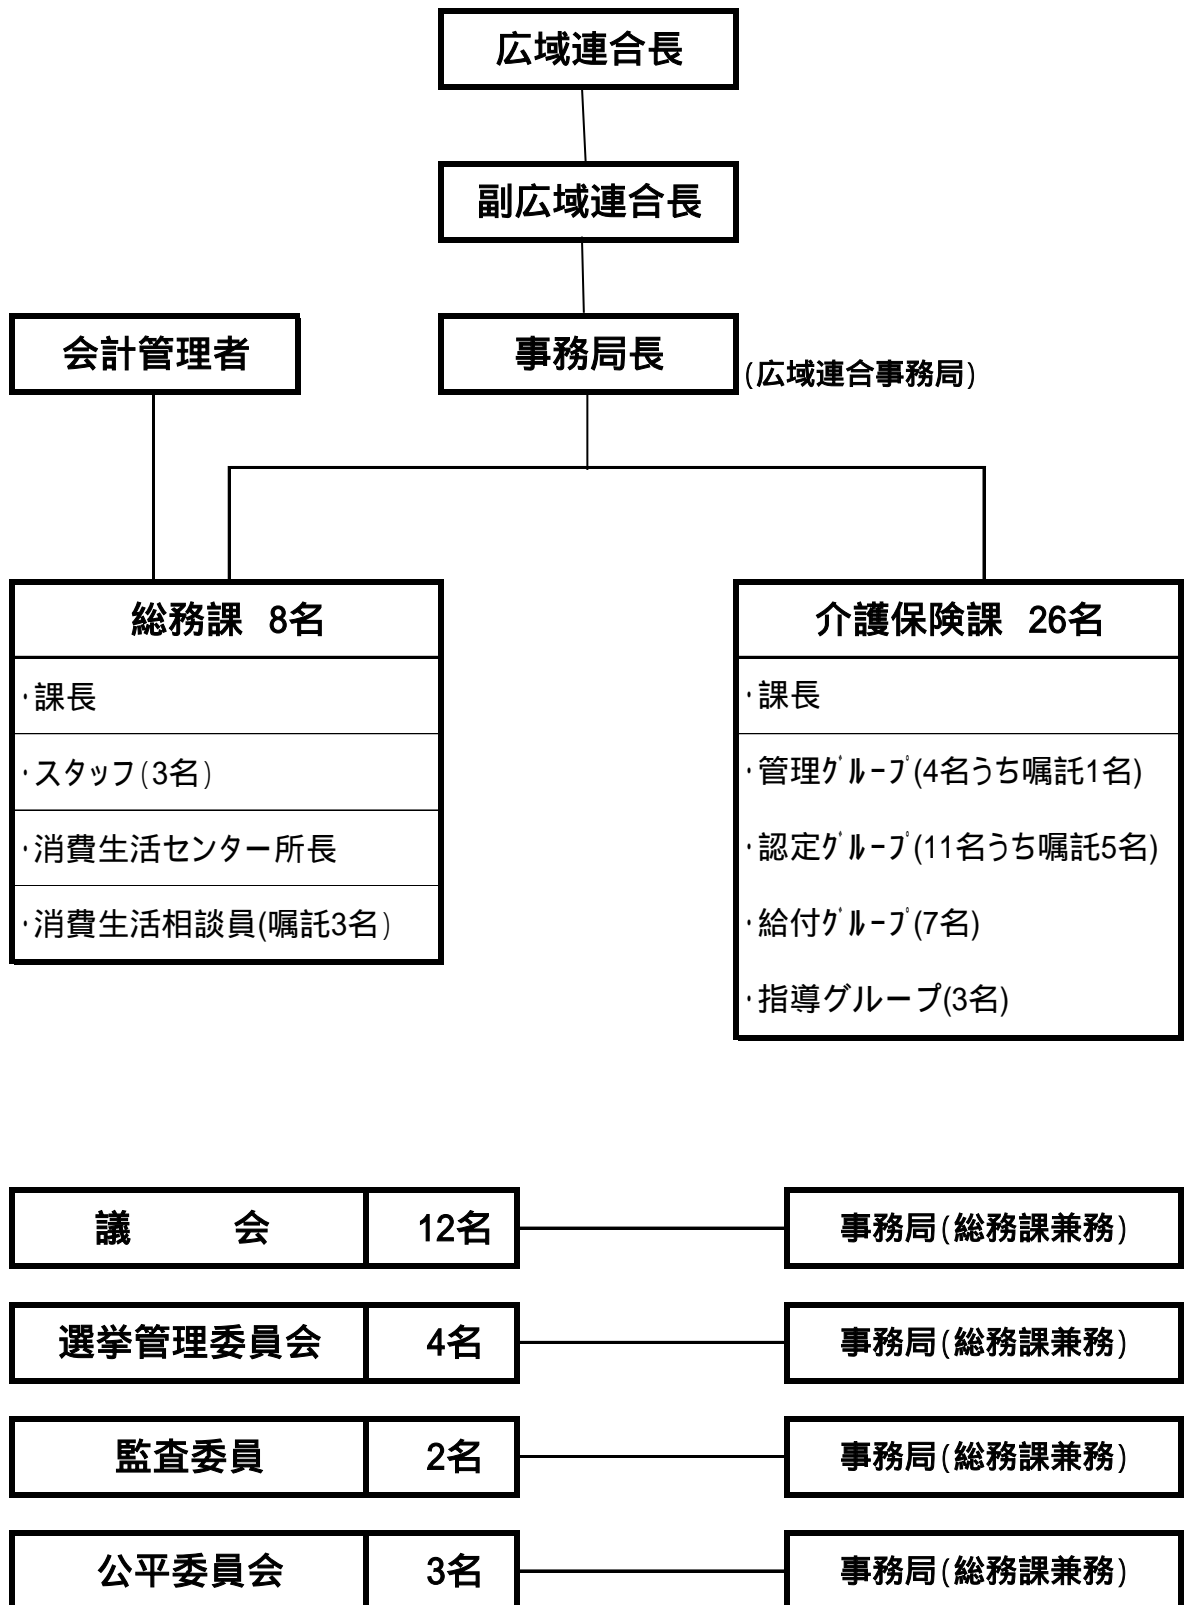 広域連合長
副広域連合長
会計管理者
事務局長
(広域連合事務局)
総務課 8名
・課長
・スタッフ(3名)
・消費生活センター所長
・消費生活相談員(嘱託3名)
介護保険課 26名
・課長
・管理ｸﾞﾙｰﾌﾟ(4名うち嘱託1名)
・認定ｸﾞﾙｰﾌﾟ(11名うち嘱託5名)
・給付ｸﾞﾙｰﾌﾟ(7名)
・指導グループ(3名)
議 会 12名 事務局(総務課兼務)
選挙管理委員会 4名 事務局(総務課兼務)
監査委員 2名 事務局(総務課兼務)
公平委員会 3名 事務局(総務課兼務)